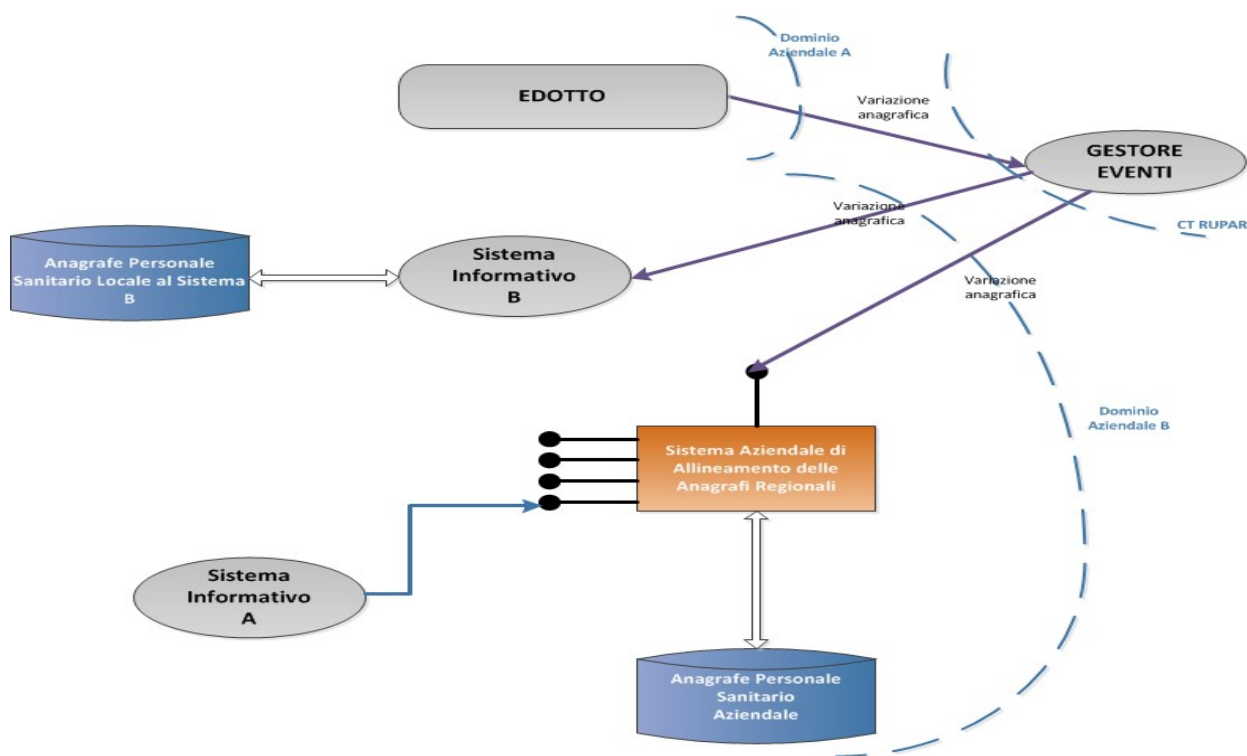 Dominio
Aziendale A
EDOTTO
Variazione
anagrafica
GESTORE
EVENTI
Variazione
anagrafica
CT RUPAR
Anagrafe Personale
Sanitario Locale al Sistema
B
Sistema
Informativo
B
Variazione
anagrafica
Dominio
Aziendale B
Sistema Aziendale di
Allineamento delle
Anagrafi Regionali
Sistema
Informativo
A
Anagrafe Personale
Sanitario
Aziendale